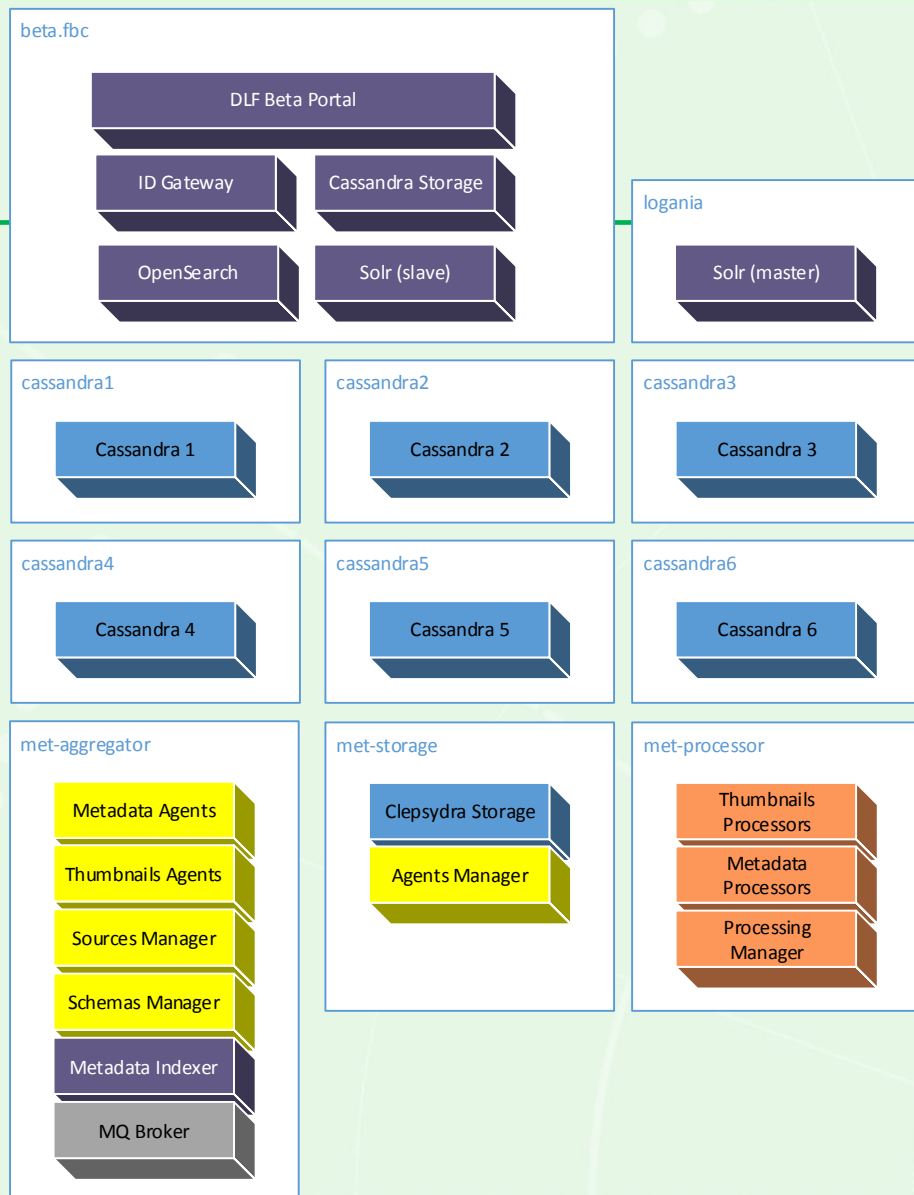 beta.fbc
DLF Beta Portal
ID Gateway
Cassandra Storage
OpenSearch
Solr (slave)
logania
Solr (master)
cassandra1
Cassandra 1
cassandra2
Cassandra 2
cassandra3
Cassandra 3
cassandra4
Cassandra 4
cassandra5
Cassandra 5
cassandra6
Cassandra 6
met-aggregator
Metadata Agents
Thumbnails Agents
Sources Manager
Schemas Manager
Metadata Indexer
MQ Broker
met-storage
Clepsydra Storage
Agents Manager
met-processor
Thumbnails
Processors
Metadata
Processors
Processing
Manager